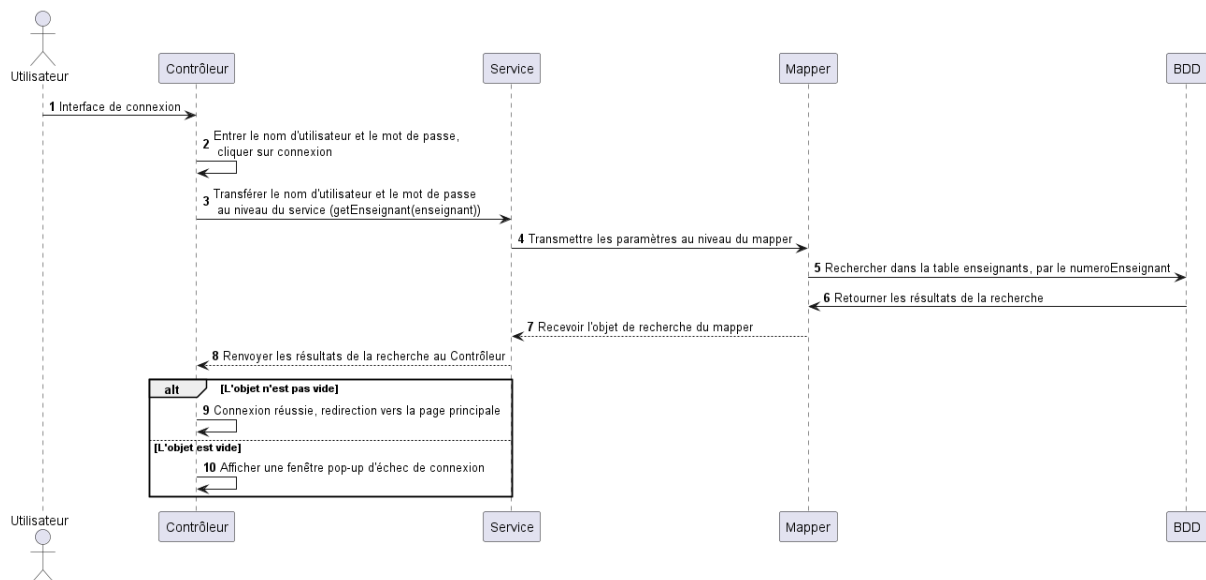 Utilisateur
Contrôleur
Service
Mapper
BDD
1 Interface de connexion
2 Entrer le nom d'utilisateur et le mot de passe,
cliquer sur connexion
3 Transférer le nom d'utilisateur et le mot de passe
au niveau du service (getEnseignant(enseignant))
4 Transmettre les paramètres au niveau du mapper
5 Rechercher dans la table enseignants, par le numeroEnseignant
6 Retourner les résultats de la recherche
7 Recevoir l'objet de recherche du mapper
8 Renvoyer les résultats de la recherche au Contrôleur
alt [L'objet n'est pas vide]
9 Connexion réussie, redirection vers la page principale
[L'objet est vide]
10 Afficher une fenêtre pop-up d'échec de connexion
Utilisateur
Contrôleur
Service
Mapper
BDD